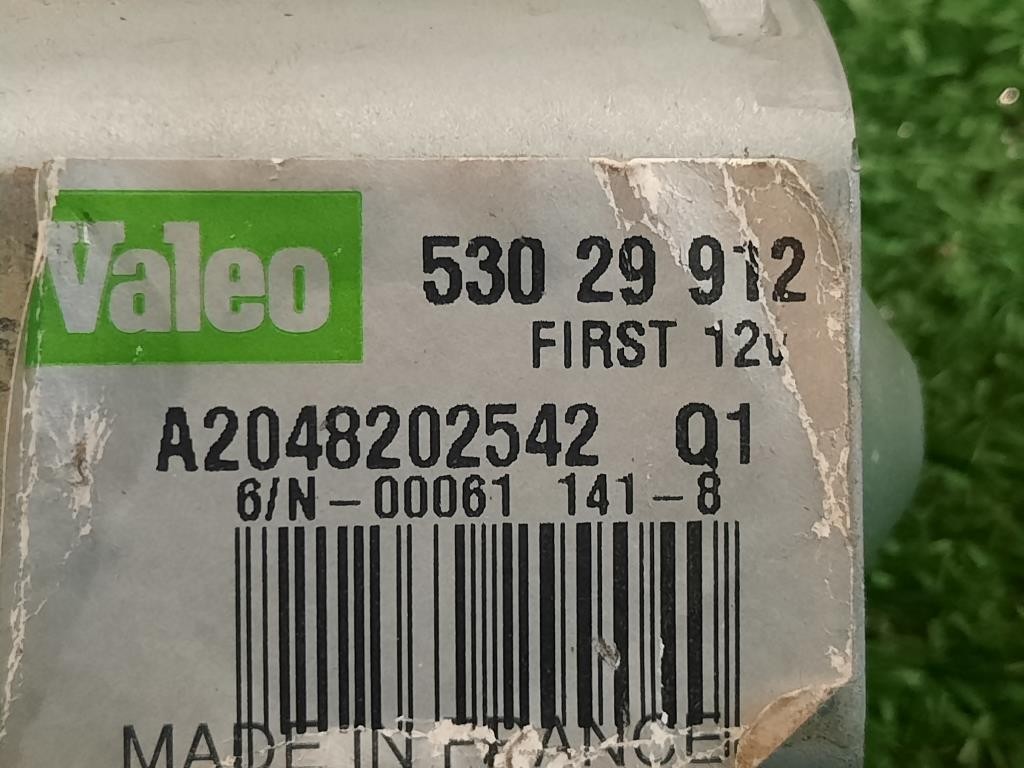 Valeo
530 29 912
FIRST 12v
A2048202542 Q1
6/N-00061 141-8
MADE IN FRANCE